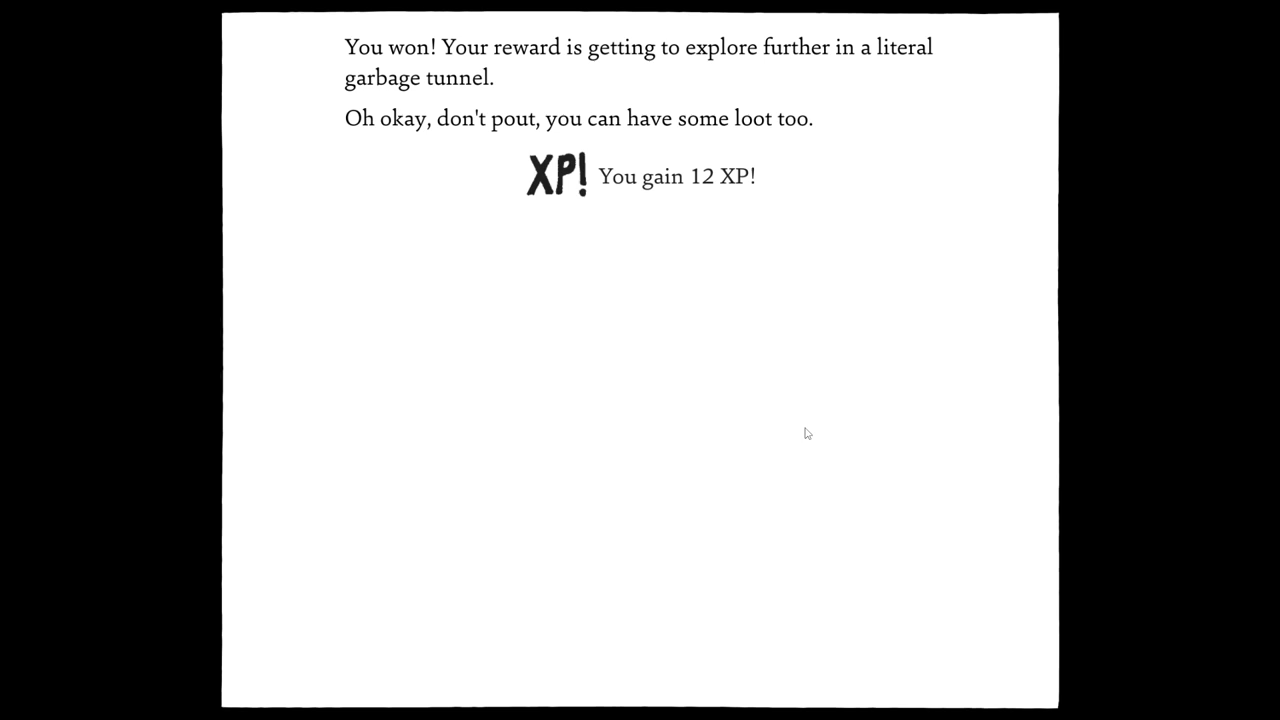 You won! Your reward is getting to explore further in a literal
garbage tunnel.
Oh okay, don't pout, you can have some loot too.
XP! You gain 12 XP!